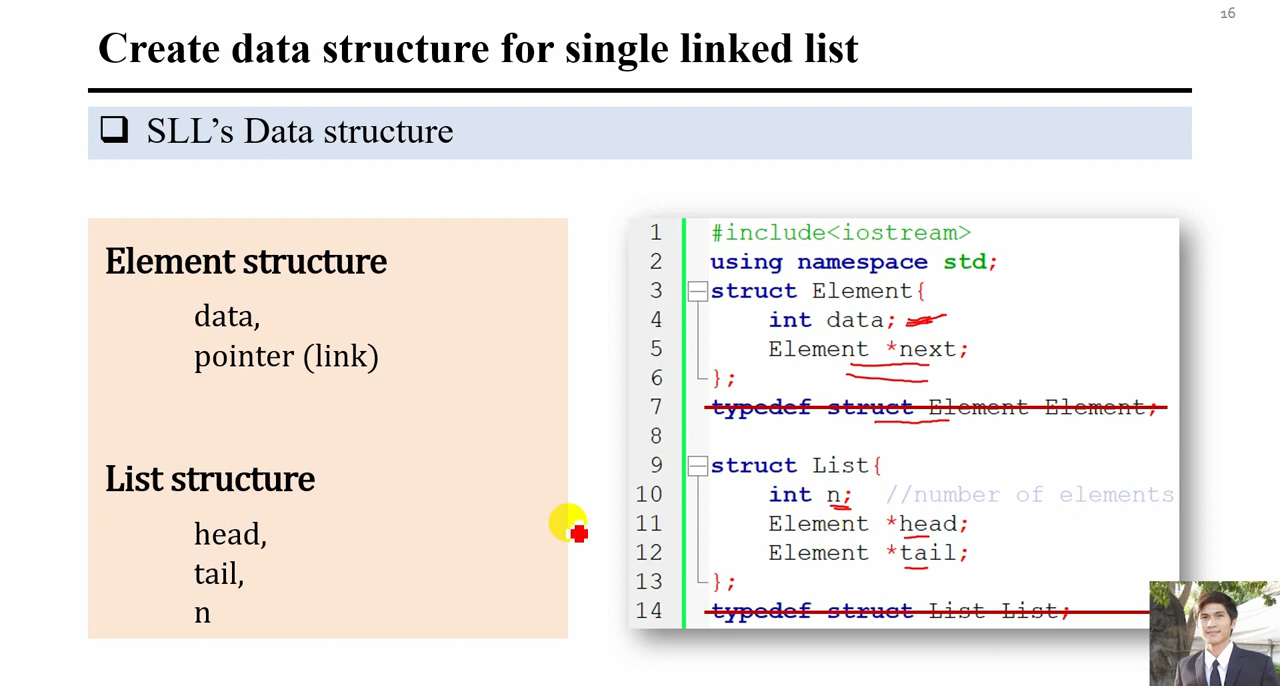 16
Create data structure for single linked list
SLL's Data structure
Element structure
data,
pointer (link)
List structure
head,
tail,
n
1 #include<iostream>
2 using namespace std;
3 struct Element{
4 int data;
5 Element *next;
6 };
7 typedef struct Element Element;
8
9 struct List{
10 int n; //number of elements
11 Element *head;
12 Element *tail;
13 };
14 typedef struct List List;